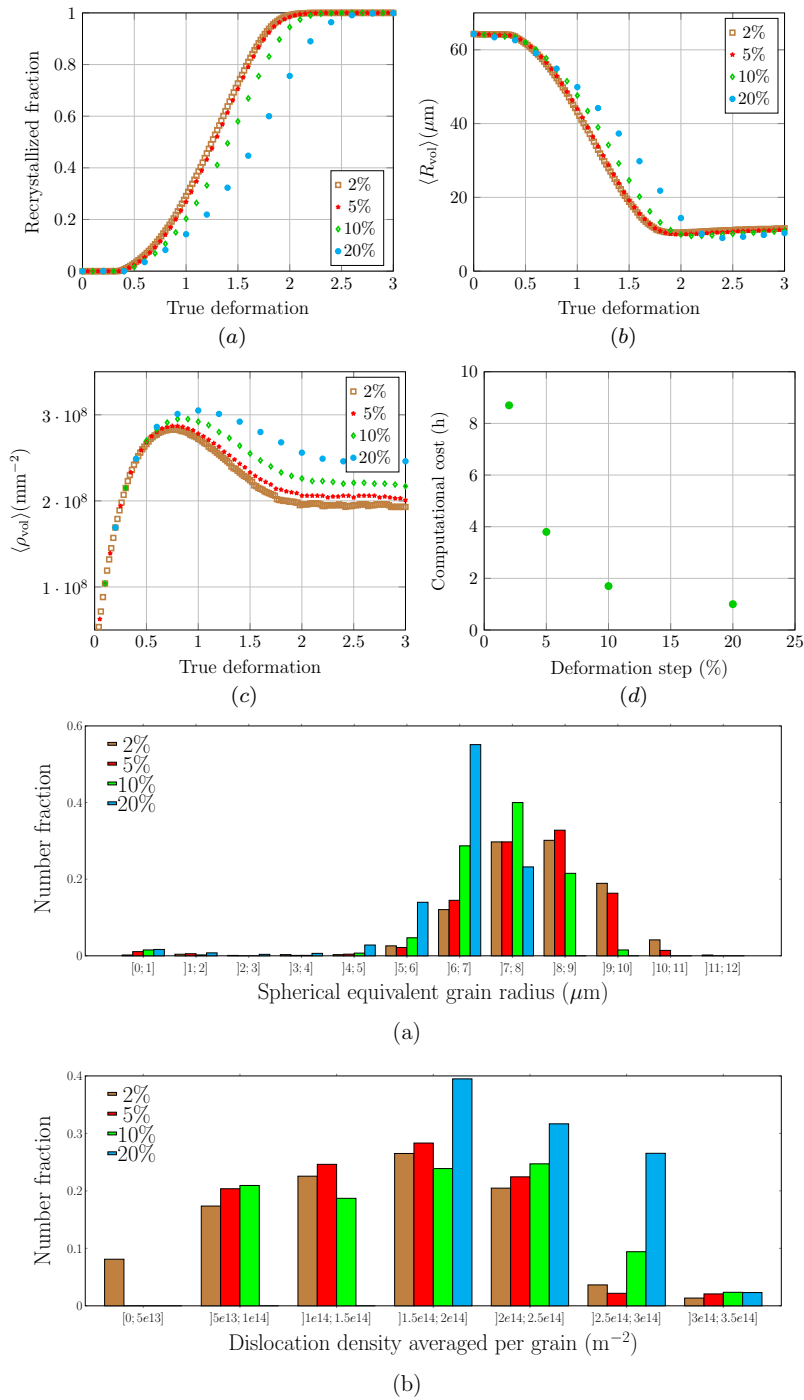 1
0.8
0.6
0.4
0.2
0
Recrystallized fraction
2%
5%
10%
20%
0 0.5 1 1.5 2 2.5 3
True deformation
(a)
60
40
20
0
⟨R_vol⟩(μm)
2%
5%
10%
20%
0 0.5 1 1.5 2 2.5 3
True deformation
(b)
3 · 10^8
2 · 10^8
1 · 10^8
⟨ρ_vol⟩(mm^−2)
2%
5%
10%
20%
0 0.5 1 1.5 2 2.5 3
True deformation
(c)
10
8
6
4
2
0
Computational cost (h)
0 5 10 15 20 25
Deformation step (%)
(d)
0.6
0.4
0.2
0
Number fraction
2%
5%
10%
20%
[0; 1] ]1; 2] ]2; 3] ]3; 4] ]4; 5] ]5; 6] ]6; 7] ]7; 8] ]8; 9] ]9; 10] ]10; 11] ]11; 12]
Spherical equivalent grain radius (μm)
(a)
0.4
0.3
0.2
0.1
0
Number fraction
2%
5%
10%
20%
[0; 5e13] ]5e13; 1e14] ]1e14; 1.5e14] ]1.5e14; 2e14] ]2e14; 2.5e14] ]2.5e14; 3e14] ]3e14; 3.5e14]
Dislocation density averaged per grain (m^−2)
(b)